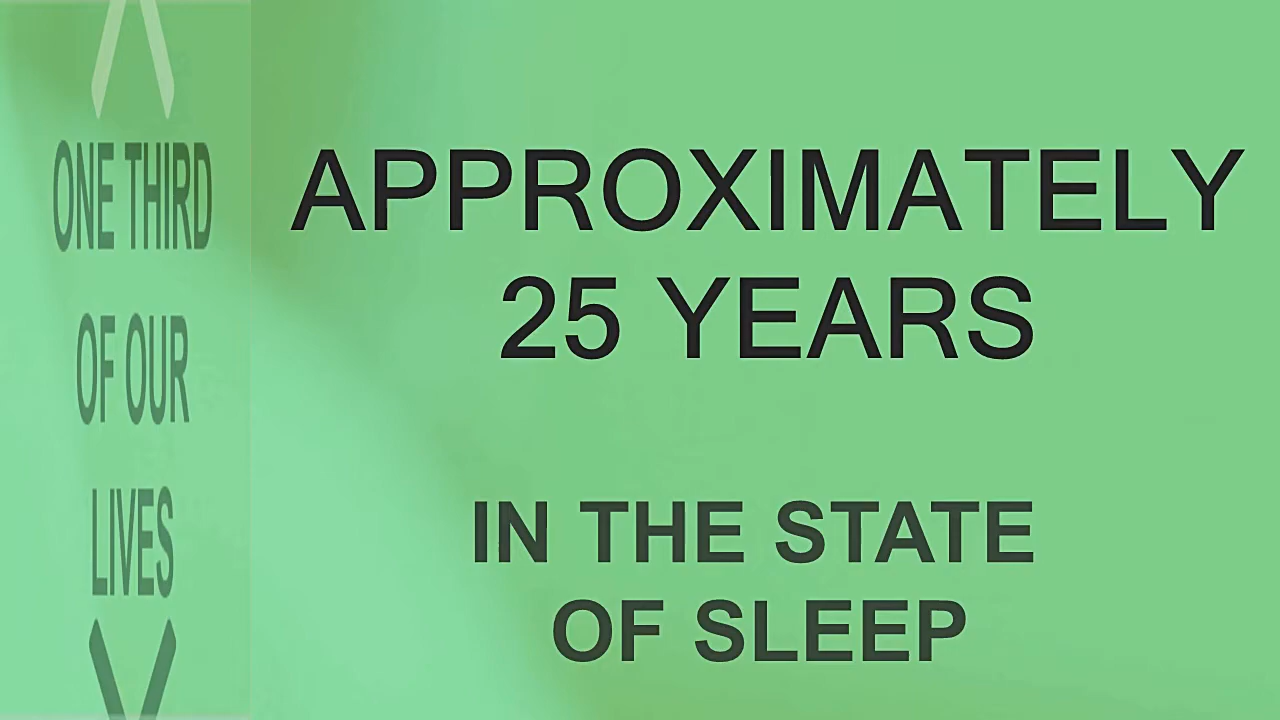 ONE THIRD
OF OUR
LIVES
APPROXIMATELY
25 YEARS
IN THE STATE
OF SLEEP